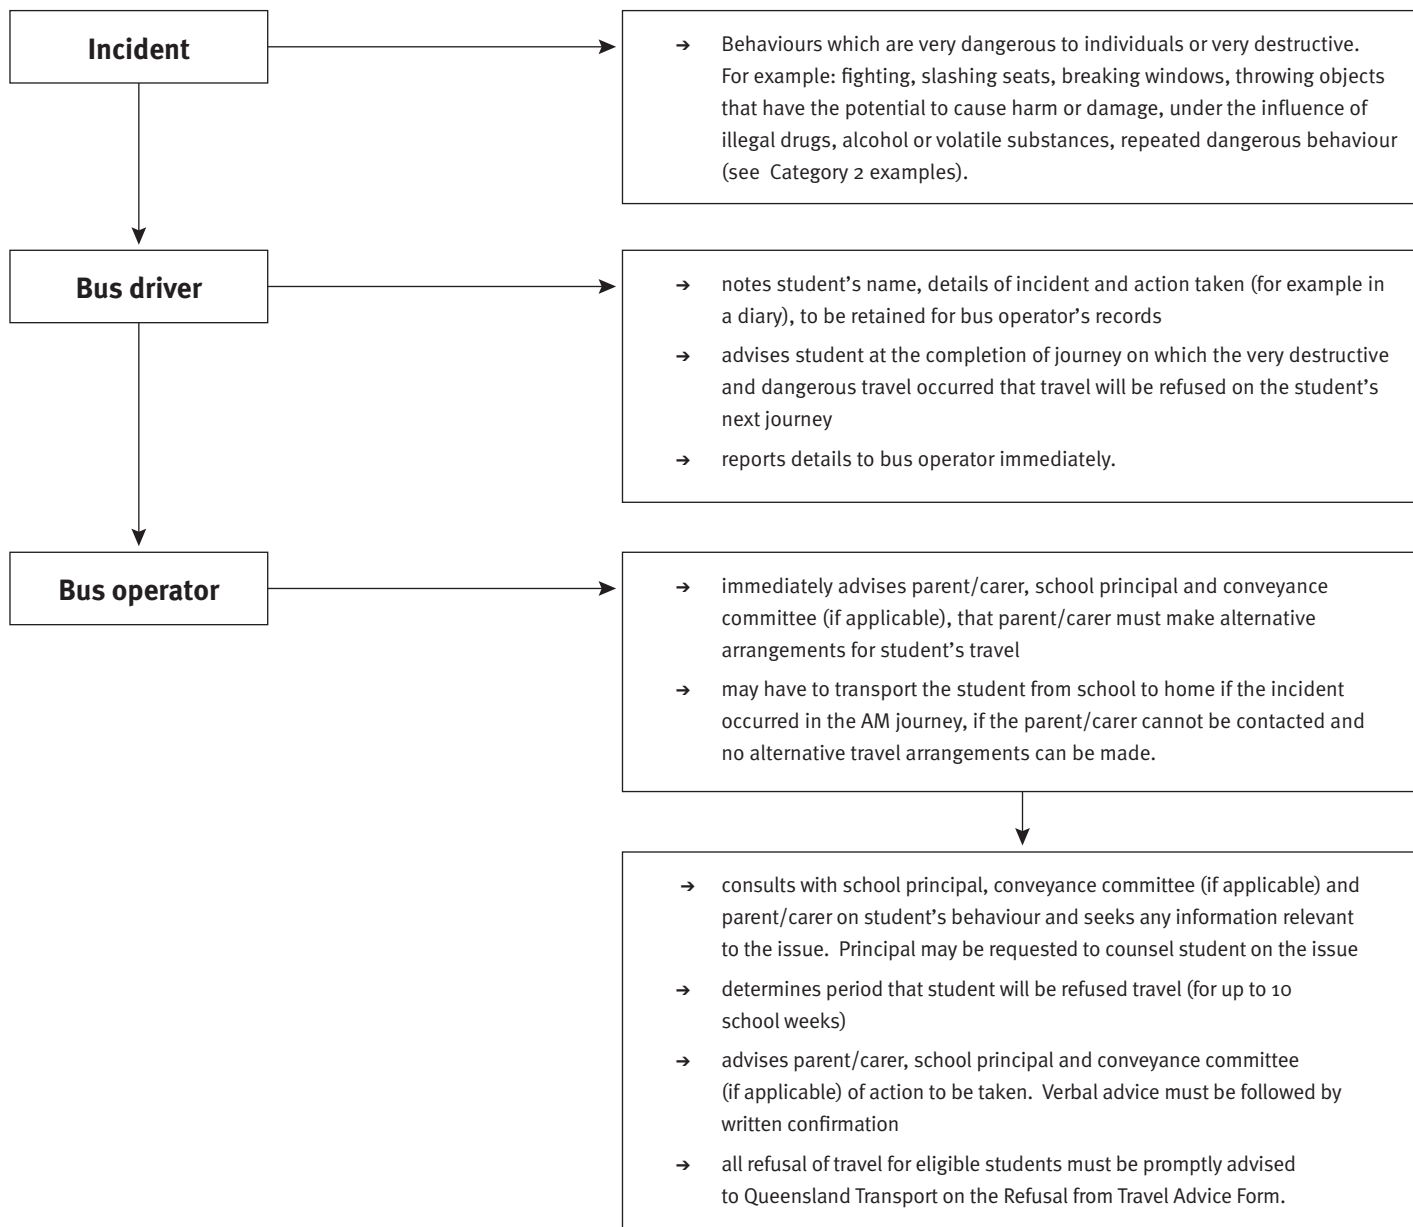 Incident
➔ Behaviours which are very dangerous to individuals or very destructive.
For example: fighting, slashing seats, breaking windows, throwing objects
that have the potential to cause harm or damage, under the influence of
illegal drugs, alcohol or volatile substances, repeated dangerous behaviour
(see  Category 2 examples).
Bus driver
➔ notes student’s name, details of incident and action taken (for example in
a diary), to be retained for bus operator’s records
➔ advises student at the completion of journey on which the very destructive
and dangerous travel occurred that travel will be refused on the student’s
next journey
➔ reports details to bus operator immediately.
Bus operator
➔ immediately advises parent/carer, school principal and conveyance
committee (if applicable), that parent/carer must make alternative
arrangements for student’s travel
➔ may have to transport the student from school to home if the incident
occurred in the AM journey, if the parent/carer cannot be contacted and
no alternative travel arrangements can be made.
➔ consults with school principal, conveyance committee (if applicable) and
parent/carer on student’s behaviour and seeks any information relevant
to the issue.  Principal may be requested to counsel student on the issue
➔ determines period that student will be refused travel (for up to 10
school weeks)
➔ advises parent/carer, school principal and conveyance committee
(if applicable) of action to be taken.  Verbal advice must be followed by
written confirmation
➔ all refusal of travel for eligible students must be promptly advised
to Queensland Transport on the Refusal from Travel Advice Form.